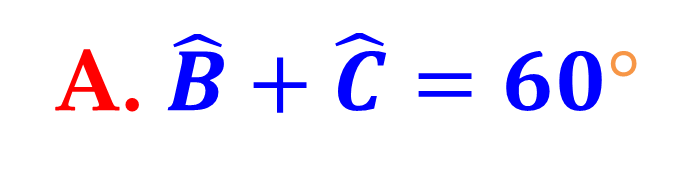 A. B̂ + Ĉ = 60°